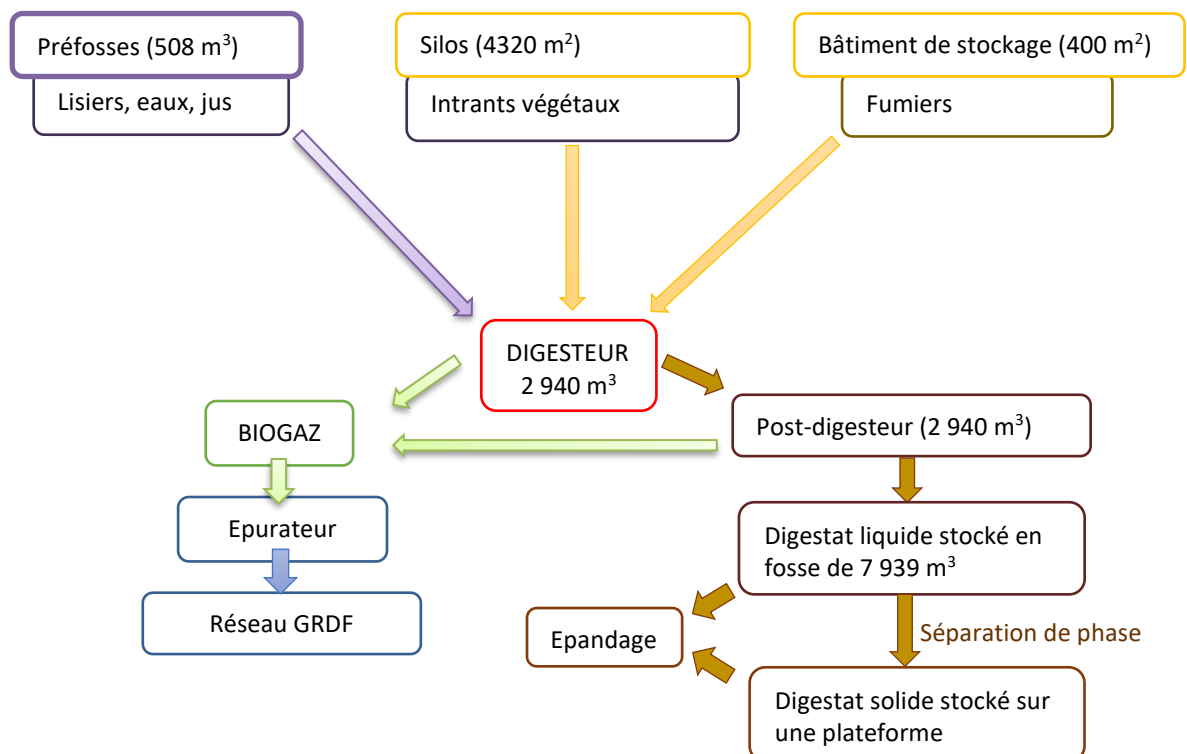 Préfosses (508 m³)
Lisiers, eaux, jus
Silos (4320 m²)
Intrants végétaux
Bâtiment de stockage (400 m²)
Fumiers
DIGESTEUR
2 940 m³
BIOGAZ
Post-digesteur (2 940 m³)
Epurateur
Digestat liquide stocké en
fosse de 7 939 m³
Réseau GRDF
Epandage
Séparation de phase
Digestat solide stocké sur
une plateforme